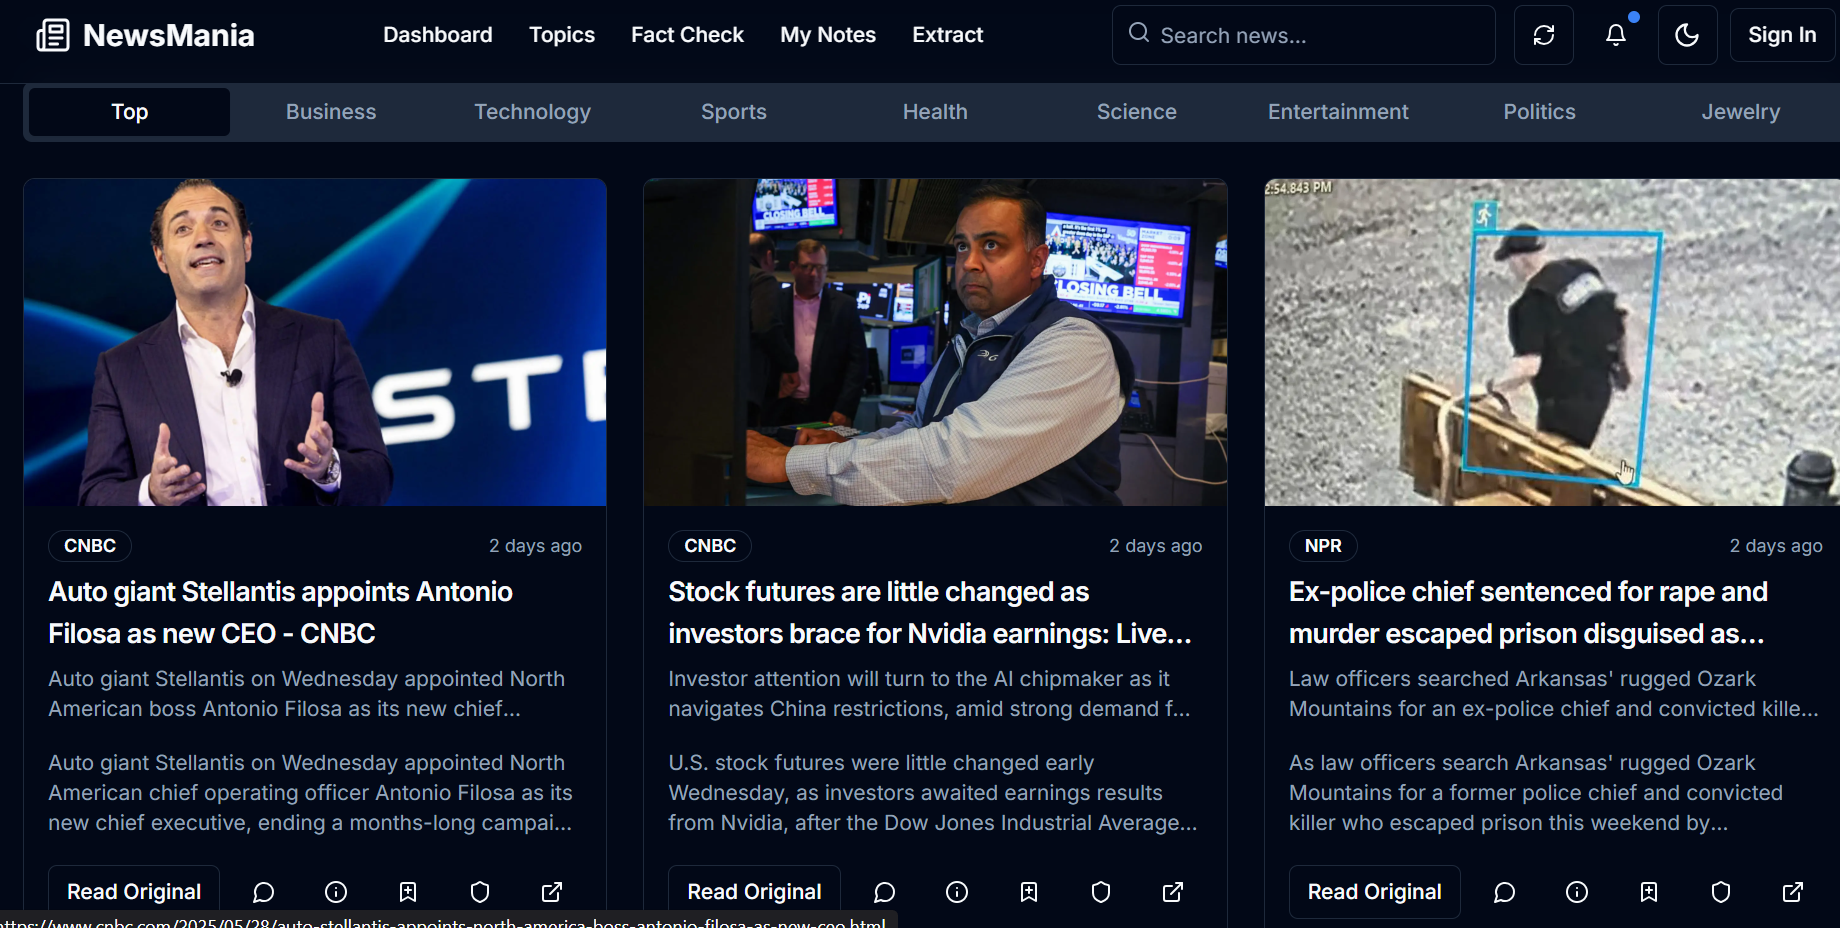 NewsMania
Dashboard
Topics
Fact Check
My Notes
Extract
Search news...
Sign In
Top
Business
Technology
Sports
Health
Science
Entertainment
Politics
Jewelry
STE
CLOSING BELL
CLOSING BELL
2:54.843 PM
CNBC
2 days ago
Auto giant Stellantis appoints Antonio
Filosa as new CEO - CNBC
Auto giant Stellantis on Wednesday appointed North
American boss Antonio Filosa as its new chief...
Auto giant Stellantis on Wednesday appointed North
American chief operating officer Antonio Filosa as its
new chief executive, ending a months-long campai...
Read Original
CNBC
2 days ago
Stock futures are little changed as
investors brace for Nvidia earnings: Live...
Investor attention will turn to the AI chipmaker as it
navigates China restrictions, amid strong demand f...
U.S. stock futures were little changed early
Wednesday, as investors awaited earnings results
from Nvidia, after the Dow Jones Industrial Average...
Read Original
NPR
2 days ago
Ex-police chief sentenced for rape and
murder escaped prison disguised as...
Law officers searched Arkansas' rugged Ozark
Mountains for an ex-police chief and convicted kille...
As law officers search Arkansas' rugged Ozark
Mountains for a former police chief and convicted
killer who escaped prison this weekend by...
Read Original
https://www.cnbc.com/2025/05/28/auto-stellantis-appoints-north-america-boss-antonio-filosa-as-new-ceo.html